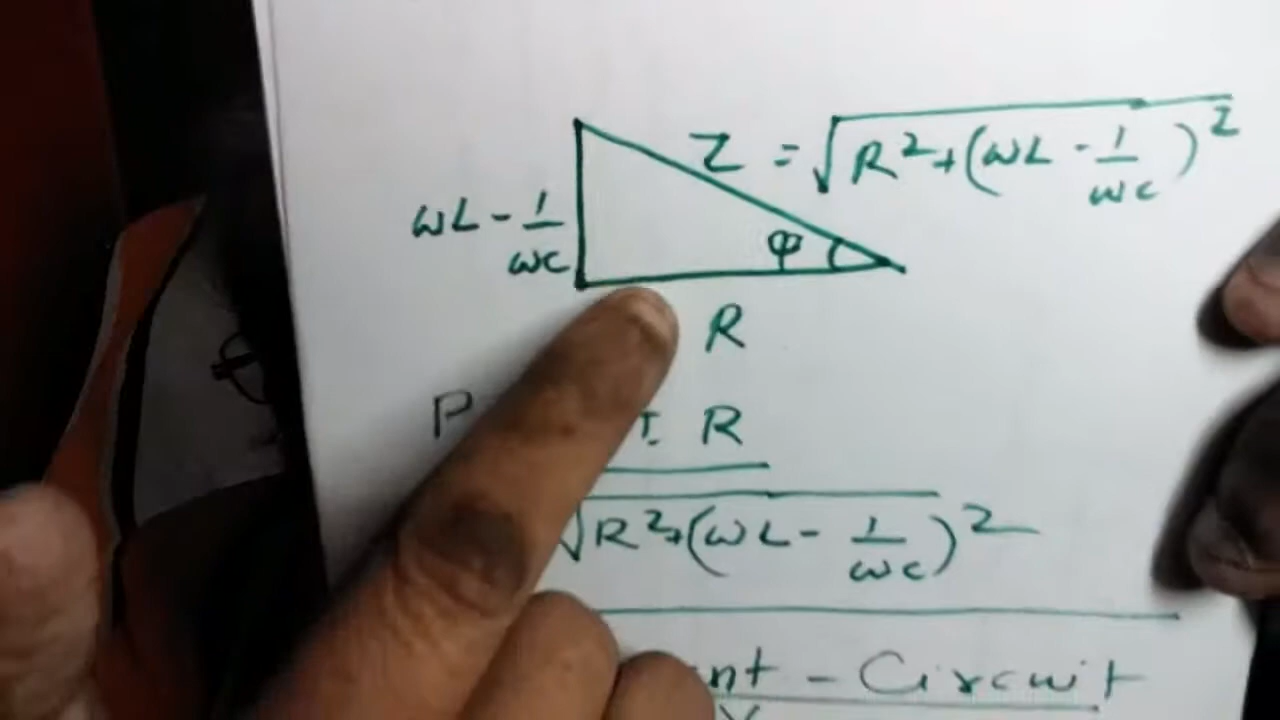 Z = √R² + (ωL - 1/ωC)²
ωL - 1/ωC
φ
R
P I. R
√R² + (ωL - 1/ωC)²
nt - Circuit